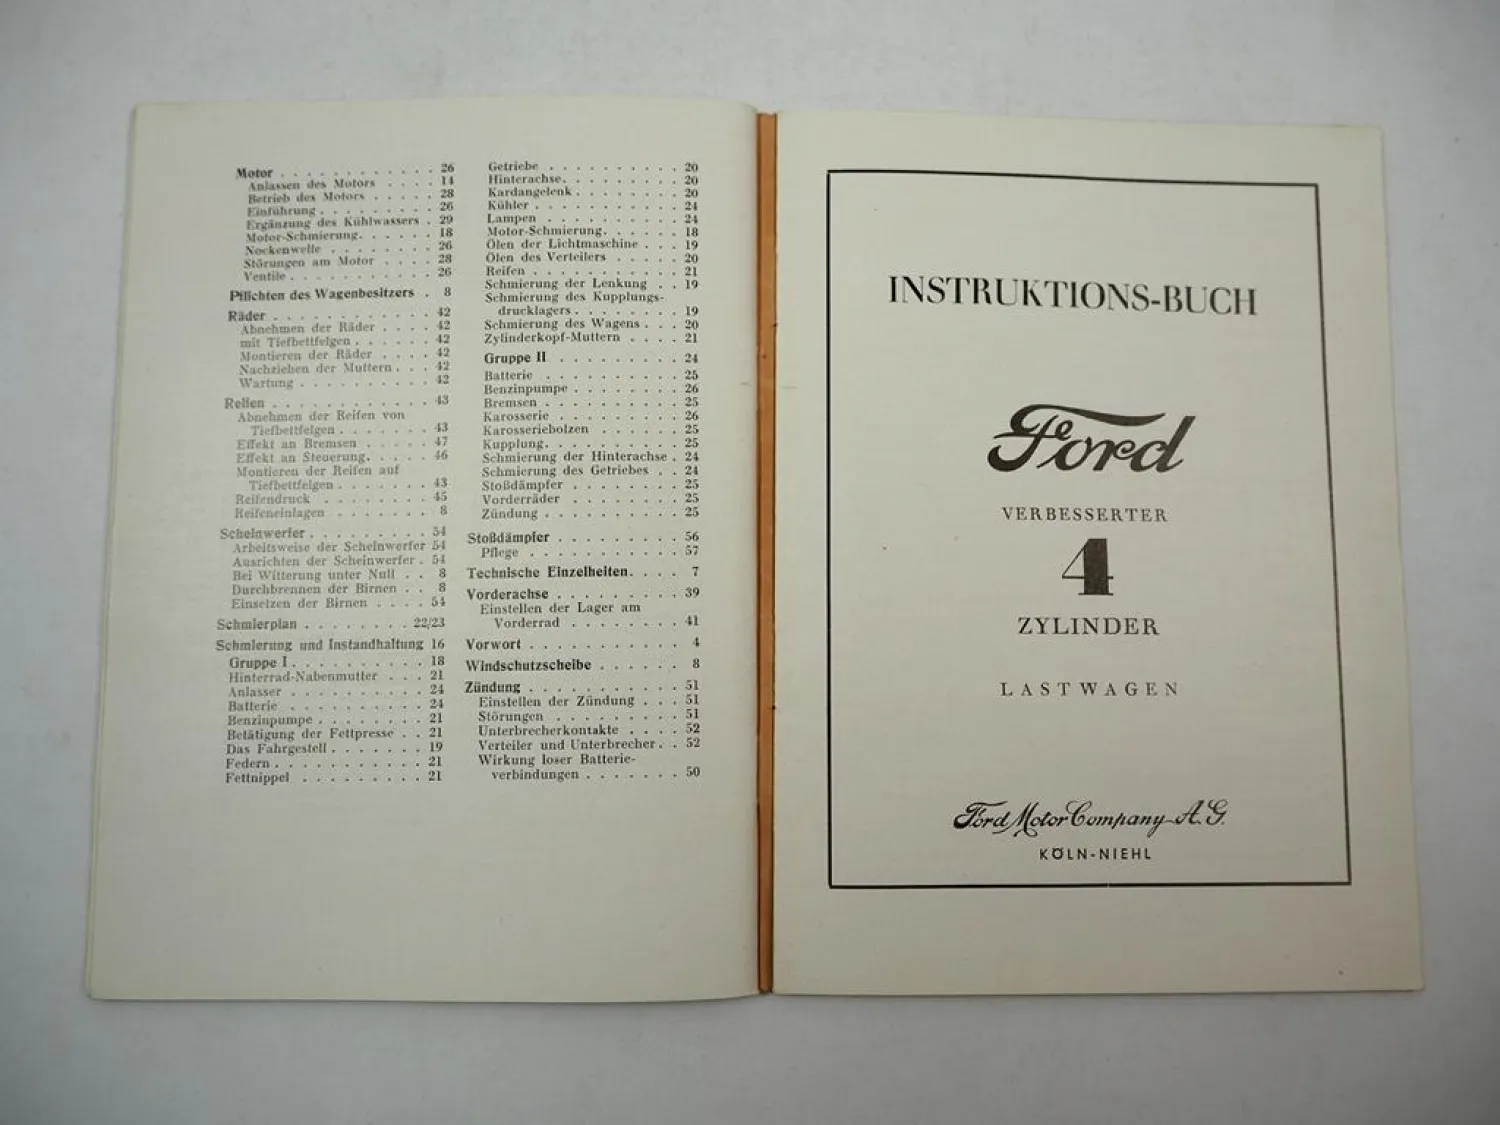 Motor . . . . . . . . . . . . 26
Anlassen des Motors . . . . 14
Betrieb des Motors . . . . . 28
Einführung . . . . . . . . . 26
Ergänzung des Kühlwassers . 29
Motor-Schmierung . . . . . . 18
Nockenwelle . . . . . . . . 26
Störungen am Motor . . . . 28
Ventile . . . . . . . . . . . 26
Pflichten des Wagenbesitzers . 8
Räder . . . . . . . . . . . . 42
Abnehmen der Räder . . . . 42
mit Tiefbettfelgen . . . . . . 42
Montieren der Räder . . . . 42
Nachziehen der Muttern . . . 42
Wartung . . . . . . . . . . 42
Reifen . . . . . . . . . . . . 43
Abnehmen der Reifen von
Tiefbettfelgen . . . . . . . 43
Effekt an Bremsen . . . . . 47
Effekt an Steuerung . . . . . 46
Montieren der Reifen auf
Tiefbettfelgen . . . . . . . 43
Reifendruck . . . . . . . . 45
Reifeneinlagen . . . . . . . 8
Scheinwerfer . . . . . . . . . 54
Arbeitsweise der Scheinwerfer 54
Ausrichten der Scheinwerfer . 54
Bei Witterung unter Null . . 8
Durchbrennen der Birnen . . 8
Einsetzen der Birnen . . . . 54
Schmierplan . . . . . . . . 22/23
Schmierung und Instandhaltung 16
Gruppe I . . . . . . . . . . 18
Hinterrad-Nabenmutter . . . 21
Anlasser . . . . . . . . . . 24
Batterie . . . . . . . . . . 24
Benzinpumpe . . . . . . . . 21
Betätigung der Fettpresse . . 21
Das Fahrgestell . . . . . . . 19
Federn . . . . . . . . . . . 21
Fettnippel . . . . . . . . . 21
Getriebe . . . . . . . . . . 20
Hinterachse . . . . . . . . . 20
Kardangelenk . . . . . . . . 20
Kühler . . . . . . . . . . . 24
Lampen . . . . . . . . . . 24
Motor-Schmierung . . . . . . 18
Ölen der Lichtmaschine . . . 19
Ölen des Verteilers . . . . . 20
Reifen . . . . . . . . . . . 21
Schmierung der Lenkung . . 19
Schmierung des Kupplungs-
drucklagers . . . . . . . . 19
Schmierung des Wagens . . . 20
Zylinderkopf-Muttern . . . . 21
Gruppe II . . . . . . . . . 24
Batterie . . . . . . . . . . 25
Benzinpumpe . . . . . . . . 26
Bremsen . . . . . . . . . . 25
Karosserie . . . . . . . . . 26
Karosseriebolzen . . . . . . 25
Kupplung . . . . . . . . . . 25
Schmierung der Hinterachse . 24
Schmierung des Getriebes . . 24
Stoßdämpfer . . . . . . . . 25
Vorderräder . . . . . . . . 25
Zündung . . . . . . . . . . 25
Stoßdämpfer . . . . . . . . . 56
Pflege . . . . . . . . . . . 57
Technische Einzelheiten . . . . 7
Vorderachse . . . . . . . . . 39
Einstellen der Lager am
Vorderrad . . . . . . . . 41
Vorwort . . . . . . . . . . . 4
Windschutzscheibe . . . . . . 8
Zündung . . . . . . . . . . . 51
Einstellen der Zündung . . . 51
Störungen . . . . . . . . . 51
Unterbrecherkontakte . . . . 52
Verteiler und Unterbrecher . . 52
Wirkung loser Batterie-
verbindungen . . . . . . . 50
INSTRUKTIONS-BUCH
Ford
VERBESSERTER
4
ZYLINDER
LASTWAGEN
Ford Motor Company A.G.
KÖLN-NIEHL